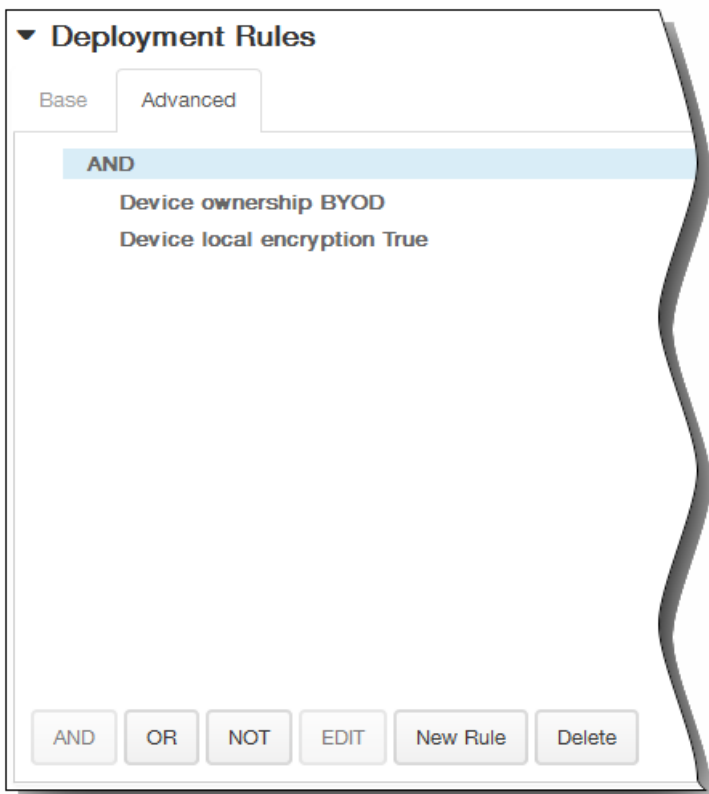 Deployment Rules
Base Advanced
AND
Device ownership BYOD
Device local encryption True
AND OR NOT EDIT New Rule Delete